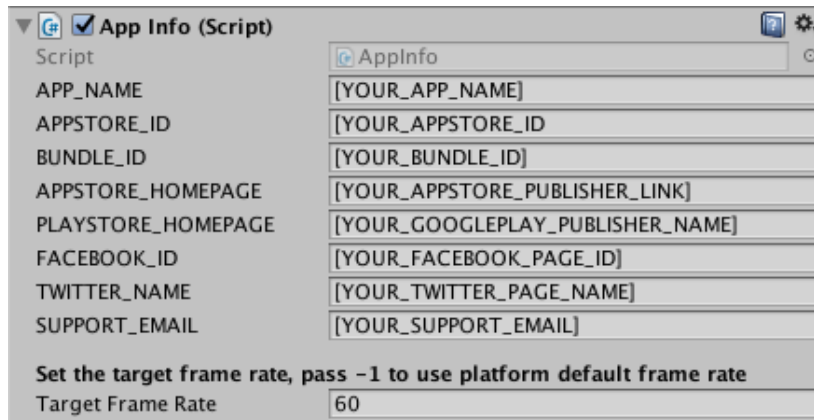 App Info (Script)
Script AppInfo
APP_NAME [YOUR_APP_NAME]
APPSTORE_ID [YOUR_APPSTORE_ID
BUNDLE_ID [YOUR_BUNDLE_ID]
APPSTORE_HOMEPAGE [YOUR_APPSTORE_PUBLISHER_LINK]
PLAYSTORE_HOMEPAGE [YOUR_GOOGLEPLAY_PUBLISHER_NAME]
FACEBOOK_ID [YOUR_FACEBOOK_PAGE_ID]
TWITTER_NAME [YOUR_TWITTER_PAGE_NAME]
SUPPORT_EMAIL [YOUR_SUPPORT_EMAIL]
Set the target frame rate, pass -1 to use platform default frame rate
Target Frame Rate 60